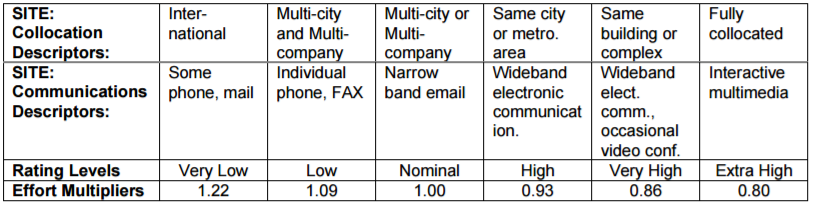 SITE: Collocation Descriptors: Inter-national Multi-city and Multi-company Multi-city or Multi-company Same city or metro. area Same building or complex Fully collocated
SITE: Communications Descriptors: Some phone, mail Individual phone, FAX Narrow band email Wideband electronic communicat ion. Wideband elect. comm., occasional video conf. Interactive multimedia
Rating Levels Very Low Low Nominal High Very High Extra High
Effort Multipliers 1.22 1.09 1.00 0.93 0.86 0.80